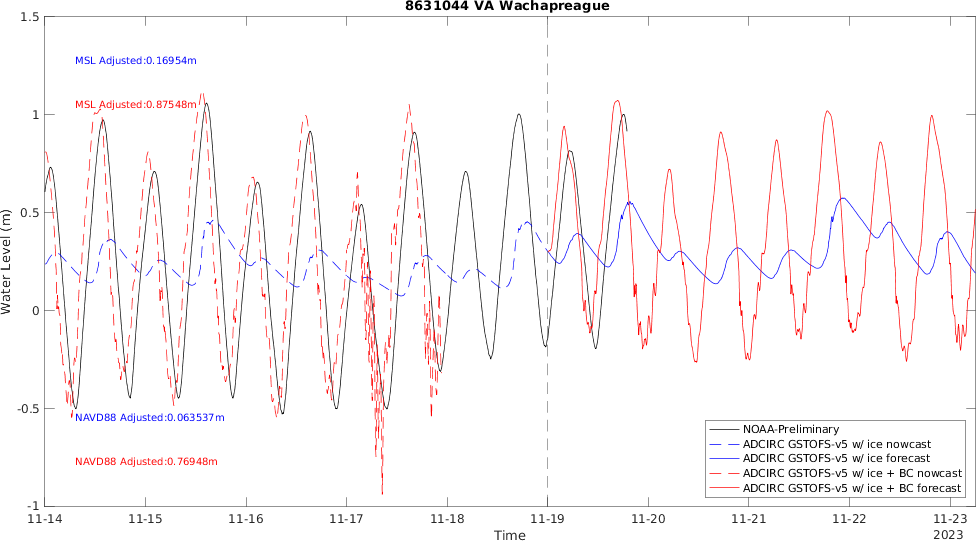 8631044 VA Wachapreague
1.5
1
0.5
0
-0.5
-1
Water Level (m)
MSL Adjusted:0.16954m
MSL Adjusted:0.87548m
NAVD88 Adjusted:0.063537m
NAVD88 Adjusted:0.76948m
NOAA-Preliminary
ADCIRC GSTOFS-v5 w/ ice nowcast
ADCIRC GSTOFS-v5 w/ ice forecast
ADCIRC GSTOFS-v5 w/ ice + BC nowcast
ADCIRC GSTOFS-v5 w/ ice + BC forecast
11-14 11-15 11-16 11-17 11-18 11-19 11-20 11-21 11-22 11-23
Time
2023